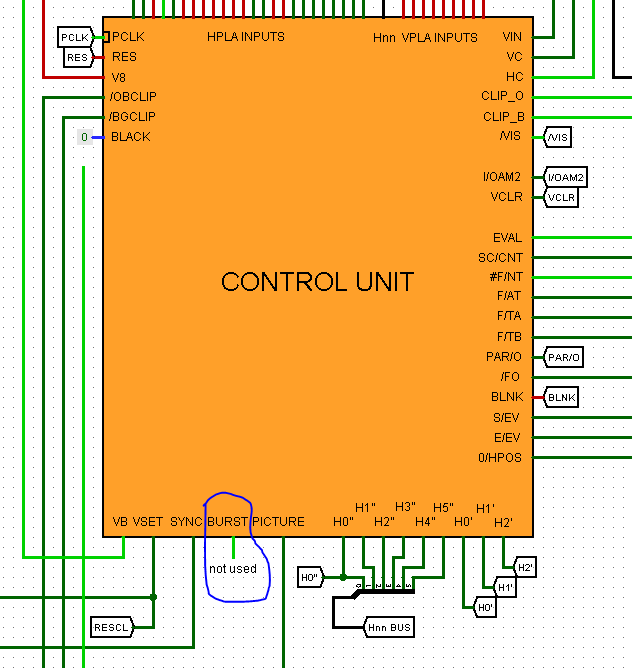 PCLK
PCLK
HPLA INPUTS
Hnn VPLA INPUTS
VIN
RES
RES
VC
V8
HC
/OBCLIP
CLIP_O
/BGCLIP
CLIP_B
0
BLACK
/VIS
/VIS
I/OAM2
I/OAM2
VCLR
VCLR
EVAL
SC/CNT
CONTROL UNIT
#F/NT
F/AT
F/TA
F/TB
PAR/O
PAR/O
/FO
BLNK
BLNK
S/EV
E/EV
0/HPOS
H1" H3" H5" H1'
VB VSET SYNC BURST PICTURE H0" H2" H4" H0' H2'
not used
H0"
H2'
H1'
H0'
RESCL
Hnn BUS